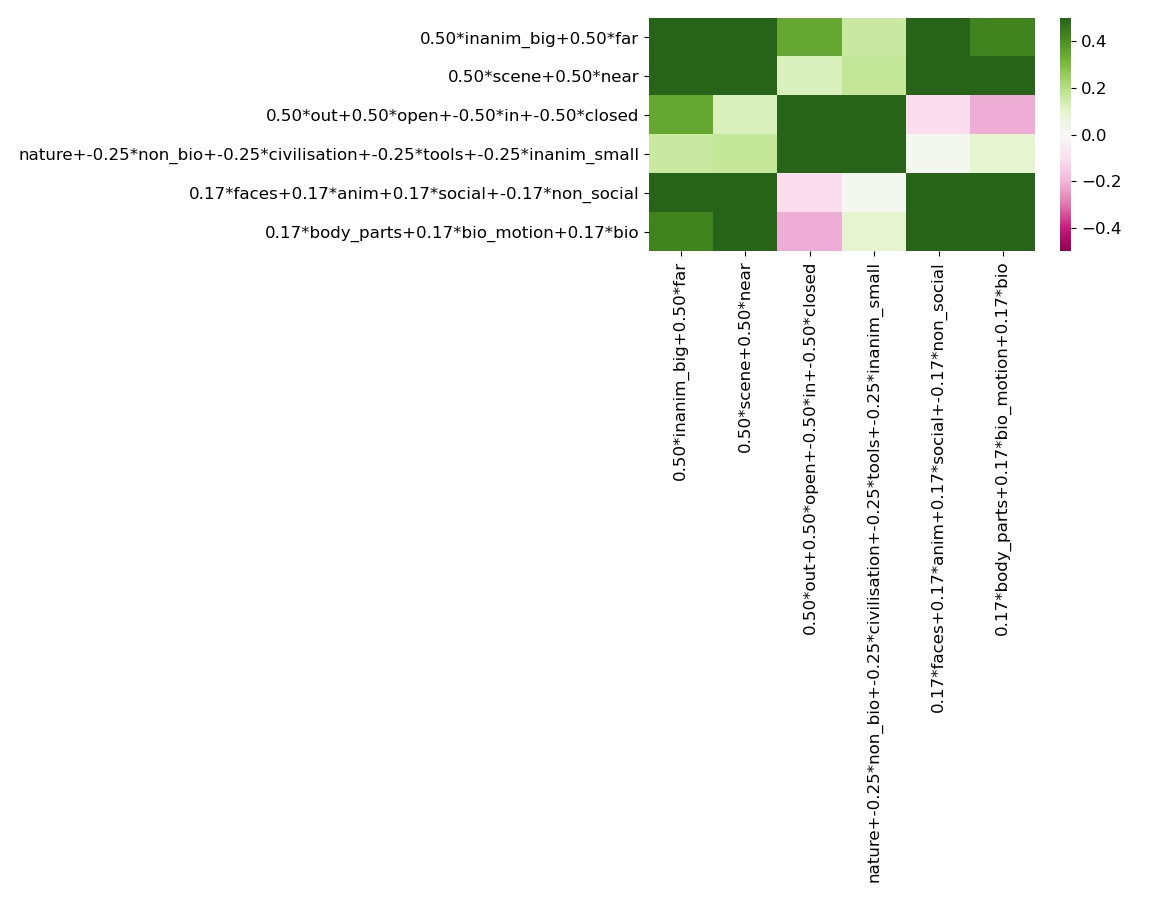 0.50*inanim_big+0.50*far
0.50*scene+0.50*near
0.50*out+0.50*open+-0.50*in+-0.50*closed
nature+-0.25*non_bio+-0.25*civilisation+-0.25*tools+-0.25*inanim_small
0.17*faces+0.17*anim+0.17*social+-0.17*non_social
0.17*body_parts+0.17*bio_motion+0.17*bio
0.50*inanim_big+0.50*far
0.50*scene+0.50*near
0.50*out+0.50*open+-0.50*in+-0.50*closed
nature+-0.25*non_bio+-0.25*civilisation+-0.25*tools+-0.25*inanim_small
0.17*faces+0.17*anim+0.17*social+-0.17*non_social
0.17*body_parts+0.17*bio_motion+0.17*bio
0.4
0.2
0.0
−0.2
−0.4